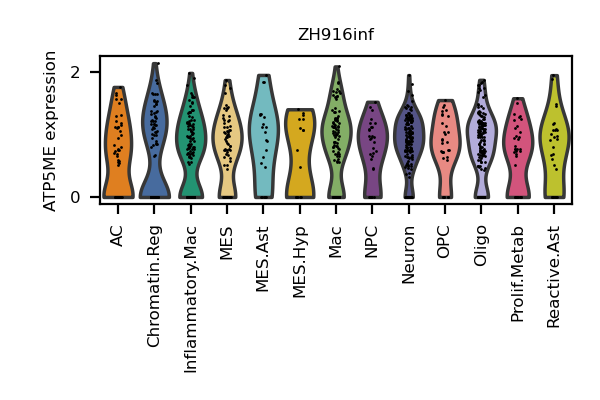 ZH916inf
ATP5ME expression
2
0
AC
Chromatin.Reg
Inflammatory.Mac
MES
MES.Ast
MES.Hyp
Mac
NPC
Neuron
OPC
Oligo
Prolif.Metab
Reactive.Ast